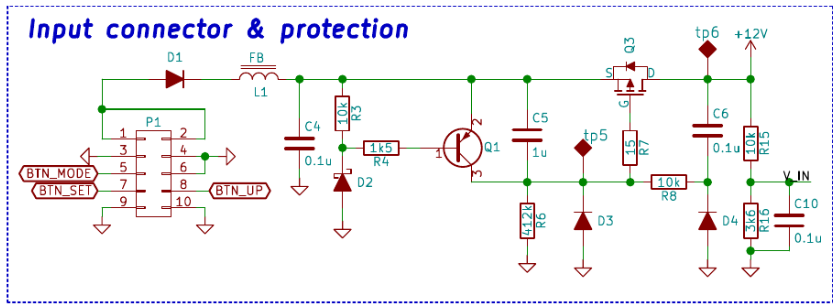 Input connector & protection
tp6
+12V
D1
FB
L1
Q3
S
D
G
P1
1
2
3
4
5
6
7
8
9
10
BTN_MODE
BTN_SET
BTN_UP
10k
R3
C4
0.1u
1k5
R4
D2
1
2
3
Q1
C5
1u
tp5
15
R7
C6
0.1u
10k
R15
V_IN
412k
R6
D3
10k
R8
D4
3k6
R16
C10
0.1u